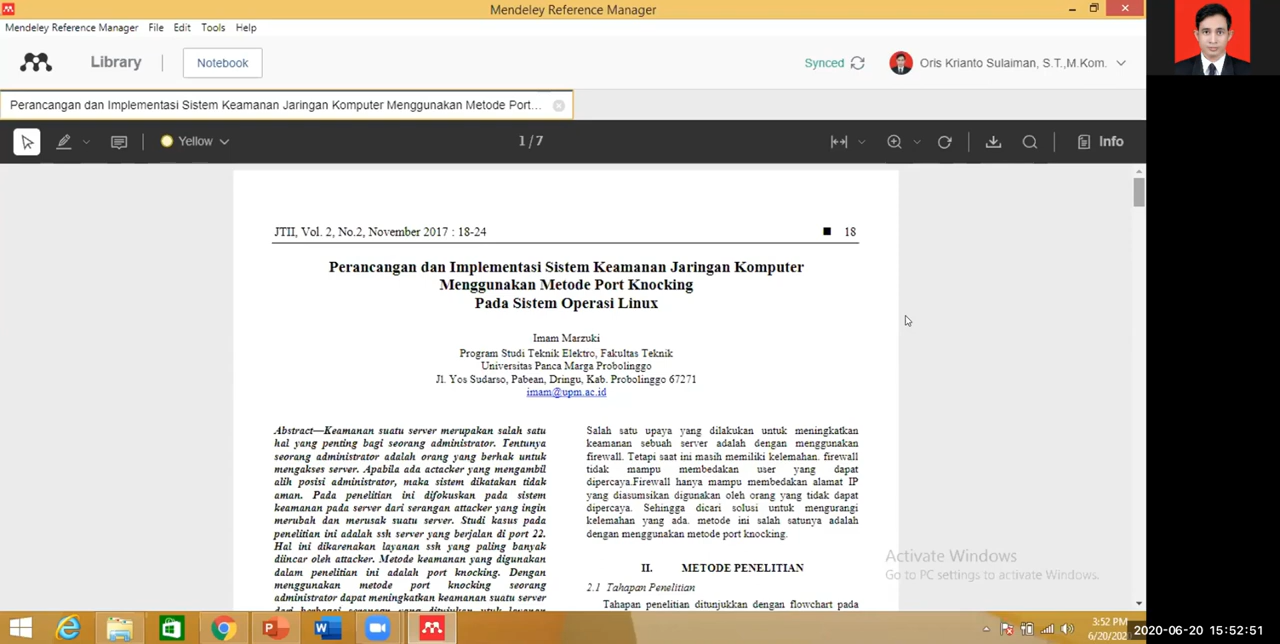 Mendeley Reference Manager
Mendeley Reference Manager File Edit Tools Help
Library Notebook Synced Oris Krianto Sulaiman, S.T.,M.Kom.
Perancangan dan Implementasi Sistem Keamanan Jaringan Komputer Menggunakan Metode Port...
Yellow 1 / 7 Info
JTII, Vol. 2, No.2, November 2017 : 18-24 ■ 18
Perancangan dan Implementasi Sistem Keamanan Jaringan Komputer
Menggunakan Metode Port Knocking
Pada Sistem Operasi Linux
Imam Marzuki
Program Studi Teknik Elektro, Fakultas Teknik
Universitas Panca Marga Probolinggo
Jl. Yos Sudarso, Pabean, Dringu, Kab. Probolinggo 67271
imam@upm.ac.id
Abstract—Keamanan suatu server merupakan salah satu
hal yang penting bagi seorang administrator. Tentunya
seorang administrator adalah orang yang berhak untuk
mengakses server. Apabila ada actacker yang mengambil
alih posisi administrator, maka sistem dikatakan tidak
aman. Pada penelitian ini difokuskan pada sistem
keamanan pada server dari serangan attacker yang ingin
merubah dan merusak suatu server. Studi kasus pada
penelitian ini adalah ssh server yang berjalan di port 22.
Hal ini dikarenakan layanan ssh yang paling banyak
diincar oleh attacker. Metode keamanan yang digunakan
dalam penelitian ini adalah port knocking. Dengan
menggunakan metode port knocking seorang
administrator dapat meningkatkan keamanan suatu server
Salah satu upaya yang dilakukan untuk meningkatkan
keamanan sebuah server adalah dengan menggunakan
firewall. Tetapi saat ini masih memiliki kelemahan. firewall
tidak mampu membedakan user yang dapat
dipercaya.Firewall hanya mampu membedakan alamat IP
yang diasumsikan digunakan oleh orang yang tidak dapat
dipercaya. Sehingga dicari solusi untuk mengurangi
kelemahan yang ada. metode ini salah satunya adalah
dengan menggunakan metode port knocking.
II. METODE PENELITIAN
2.1 Tahapan Penelitian
Tahapan penelitian ditunjukkan dengan flowchart pada
Activate Windows
Go to PC settings to activate Windows.
3:52 PM
6/20/20
2020-06-20 15:52:51